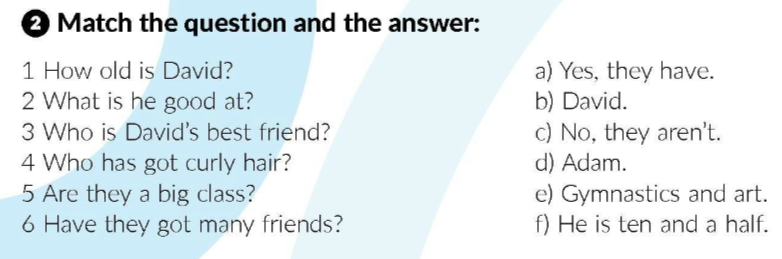 2 Match the question and the answer:
1 How old is David?
2 What is he good at?
3 Who is David's best friend?
4 Who has got curly hair?
5 Are they a big class?
6 Have they got many friends?
a) Yes, they have.
b) David.
c) No, they aren't.
d) Adam.
e) Gymnastics and art.
f) He is ten and a half.